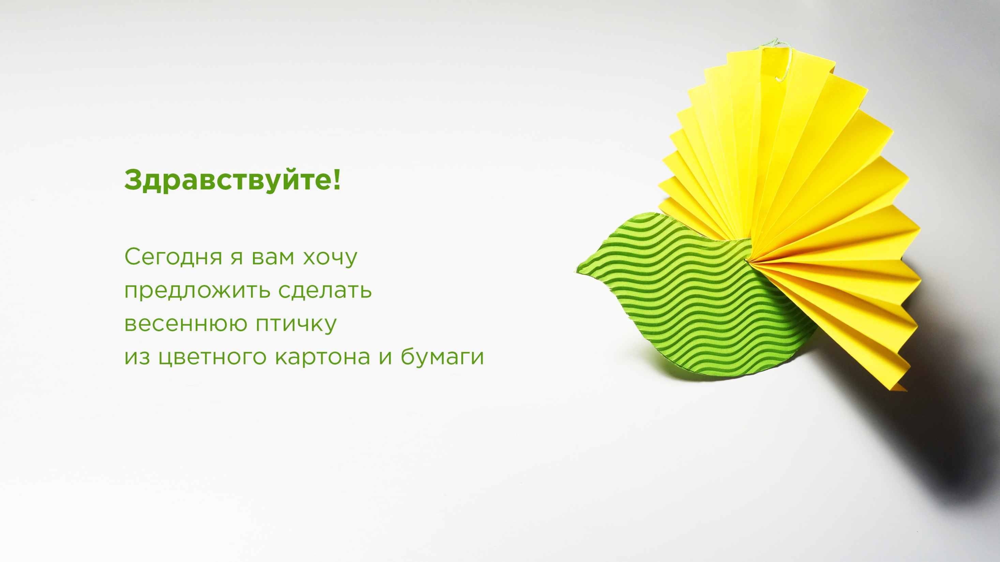 Здравствуйте!
Сегодня я вам хочу
предложить сделать
весеннюю птичку
из цветного картона и бумаги